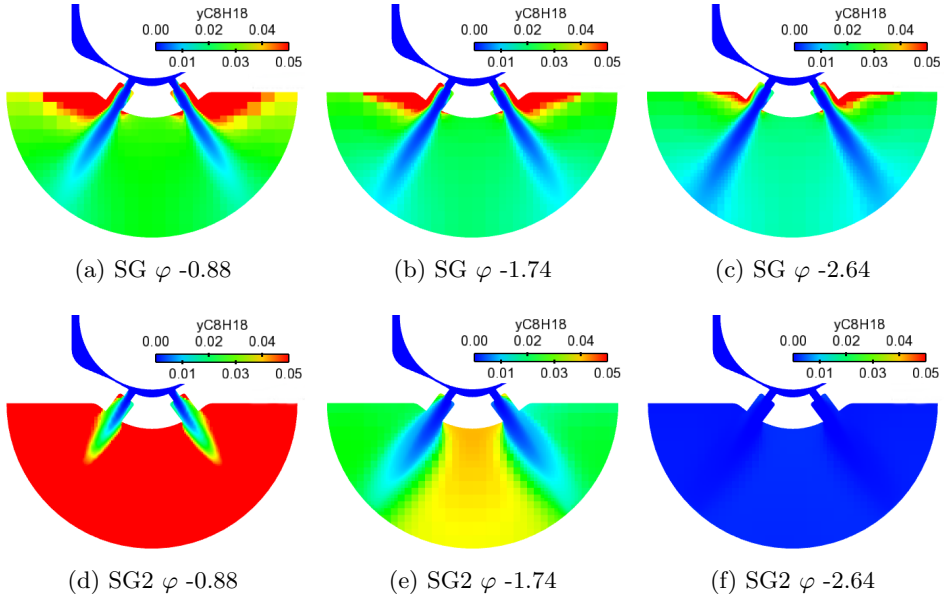 yC8H18
0.00 0.02 0.04
0.01 0.03 0.05
yC8H18
0.00 0.02 0.04
0.01 0.03 0.05
yC8H18
0.00 0.02 0.04
0.01 0.03 0.05
(a) SG φ -0.88
(b) SG φ -1.74
(c) SG φ -2.64
yC8H18
0.00 0.02 0.04
0.01 0.03 0.05
yC8H18
0.00 0.02 0.04
0.01 0.03 0.05
yC8H18
0.00 0.02 0.04
0.01 0.03 0.05
(d) SG2 φ -0.88
(e) SG2 φ -1.74
(f) SG2 φ -2.64